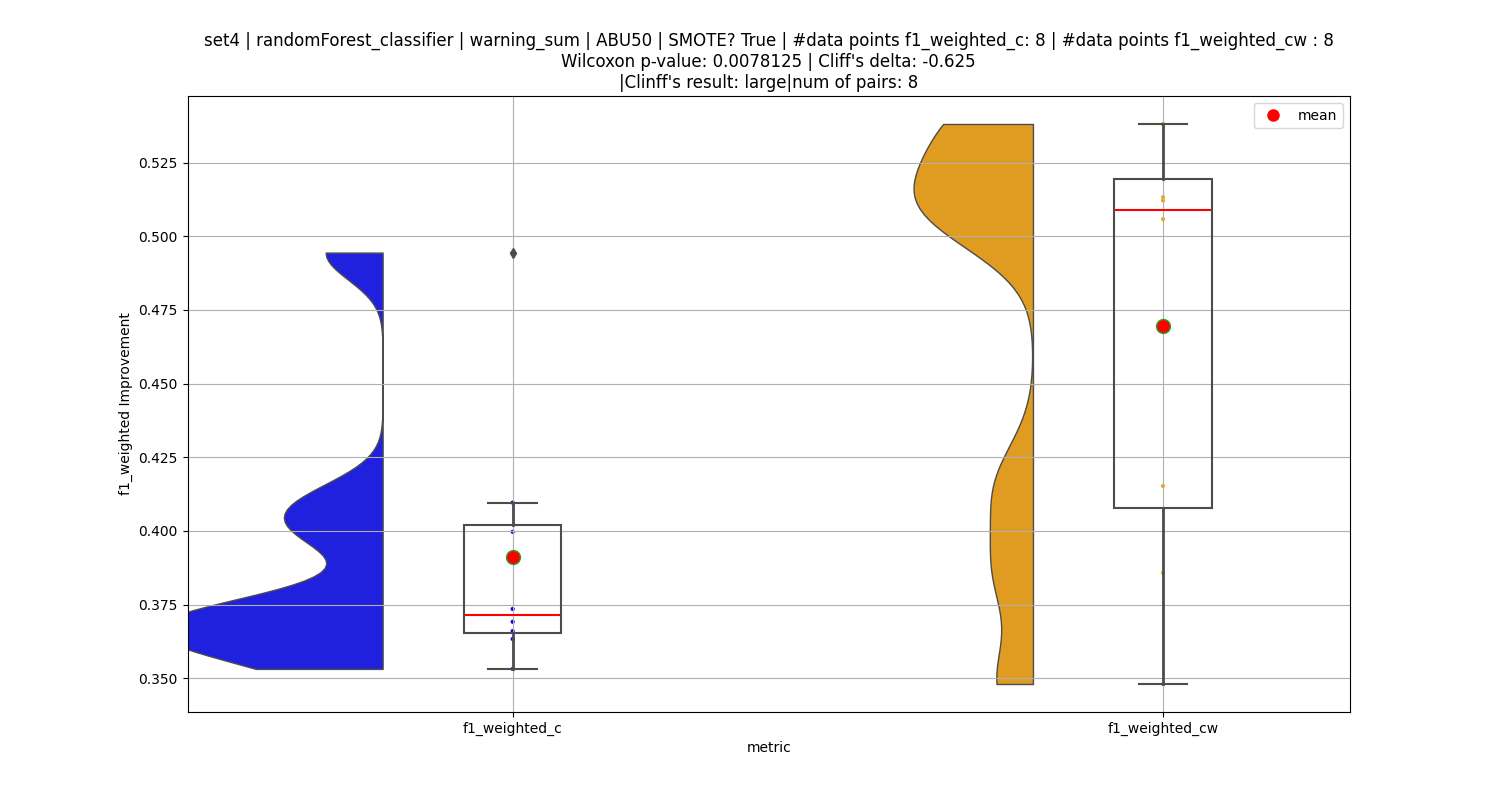 set4 | randomForest_classifier | warning_sum | ABU50 | SMOTE? True | #data points f1_weighted_c: 8 | #data points f1_weighted_cw : 8
Wilcoxon p-value: 0.0078125 | Cliff's delta: -0.625
|Clinff's result: large|num of pairs: 8
mean
0.525
0.500
0.475
0.450
0.425
0.400
0.375
0.350
f1_weighted Improvement
f1_weighted_c
f1_weighted_cw
metric